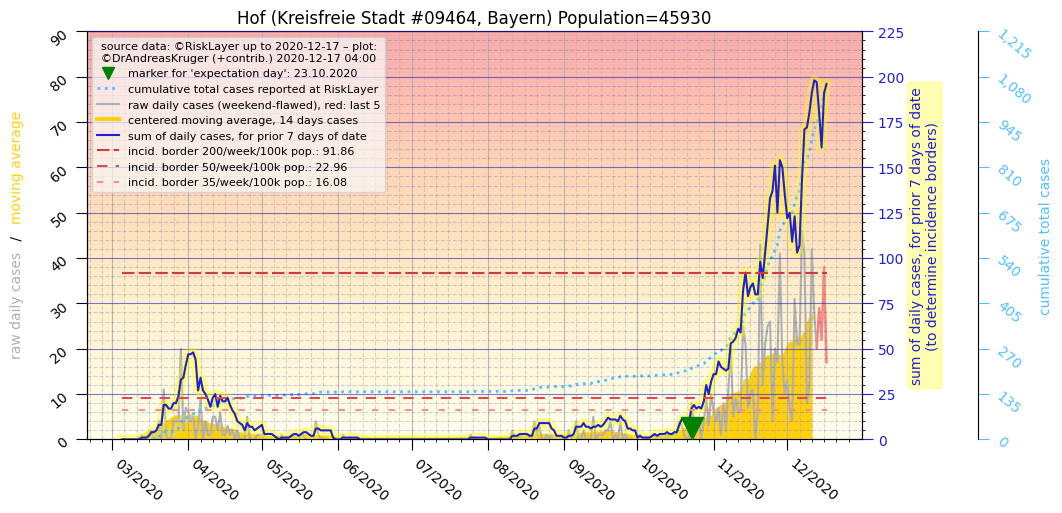 Hof (Kreisfreie Stadt #09464, Bayern) Population=45930
source data: ©RiskLayer up to 2020-12-17 – plot:
©DrAndreasKruger (+contrib.) 2020-12-17 04:00
marker for 'expectation day': 23.10.2020
cumulative total cases reported at RiskLayer
raw daily cases (weekend-flawed), red: last 5
centered moving average, 14 days cases
sum of daily cases, for prior 7 days of date
incid. border 200/week/100k pop.: 91.86
incid. border 50/week/100k pop.: 22.96
incid. border 35/week/100k pop.: 16.08
raw daily cases / moving average
90
80
70
60
50
40
30
20
10
0
03/2020
04/2020
05/2020
06/2020
07/2020
08/2020
09/2020
10/2020
11/2020
12/2020
225
200
175
150
125
100
75
50
25
0
sum of daily cases, for prior 7 days of date
(to determine incidence borders)
1,215
1,080
945
810
675
540
405
270
135
0
cumulative total cases